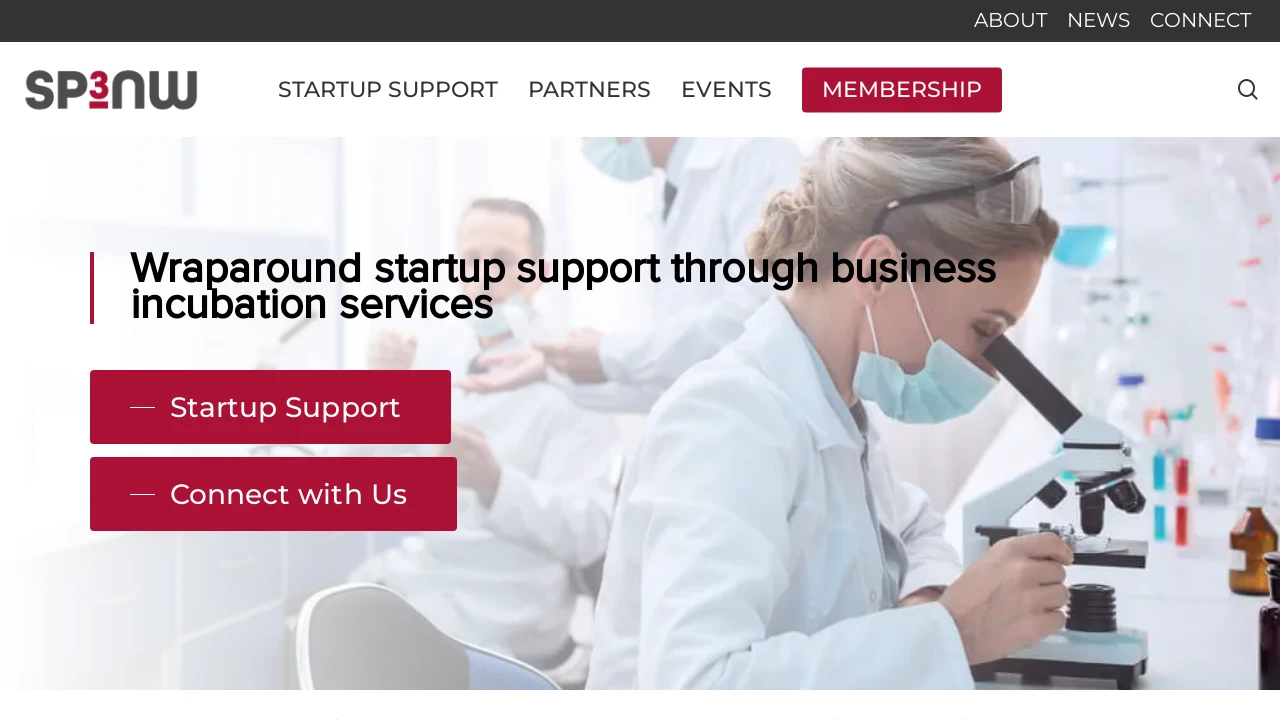 ABOUT NEWS CONNECT
SP3NW
STARTUP SUPPORT PARTNERS EVENTS MEMBERSHIP
Wraparound startup support through business
incubation services
Startup Support
Connect with Us